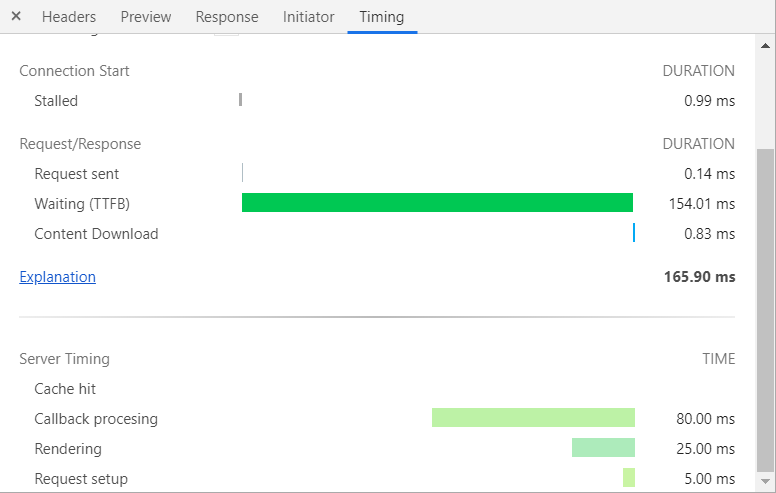 × Headers Preview Response Initiator Timing
Connection Start DURATION
Stalled 0.99 ms
Request/Response DURATION
Request sent 0.14 ms
Waiting (TTFB) 154.01 ms
Content Download 0.83 ms
Explanation 165.90 ms
Server Timing TIME
Cache hit
Callback procesing 80.00 ms
Rendering 25.00 ms
Request setup 5.00 ms